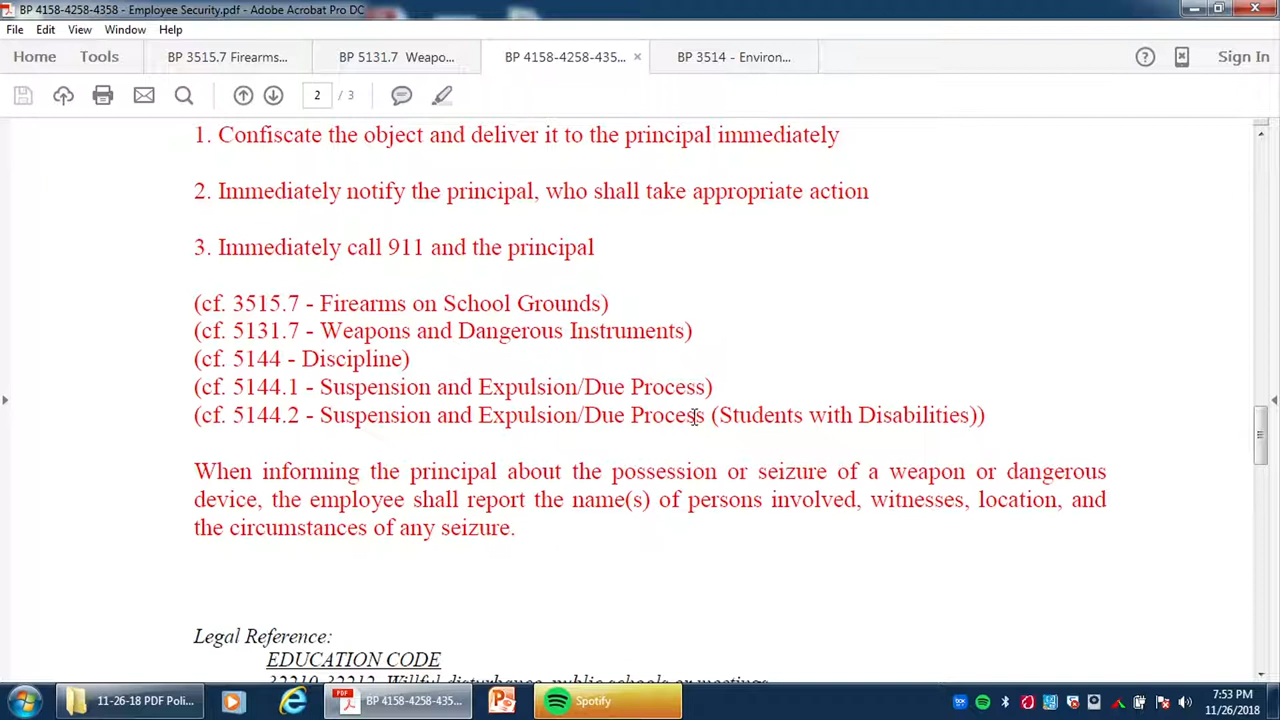 BP 4158-4258-4358 - Employee Security.pdf - Adobe Acrobat Pro DC
File Edit View Window Help
Home Tools BP 3515.7 Firearms... BP 5131.7 Weapo... BP 4158-4258-435... × BP 3514 - Environ... Sign In
2 / 3
1. Confiscate the object and deliver it to the principal immediately
2. Immediately notify the principal, who shall take appropriate action
3. Immediately call 911 and the principal
(cf. 3515.7 - Firearms on School Grounds)
(cf. 5131.7 - Weapons and Dangerous Instruments)
(cf. 5144 - Discipline)
(cf. 5144.1 - Suspension and Expulsion/Due Process)
(cf. 5144.2 - Suspension and Expulsion/Due Process (Students with Disabilities))
When informing the principal about the possession or seizure of a weapon or dangerous
device, the employee shall report the name(s) of persons involved, witnesses, location, and
the circumstances of any seizure.
Legal Reference:
EDUCATION CODE
32210-32212 Willful disturbance, public schools or meetings
11-26-18 PDF Poli... BP 4158-4258-435... Spotify
7:53 PM
11/26/2018